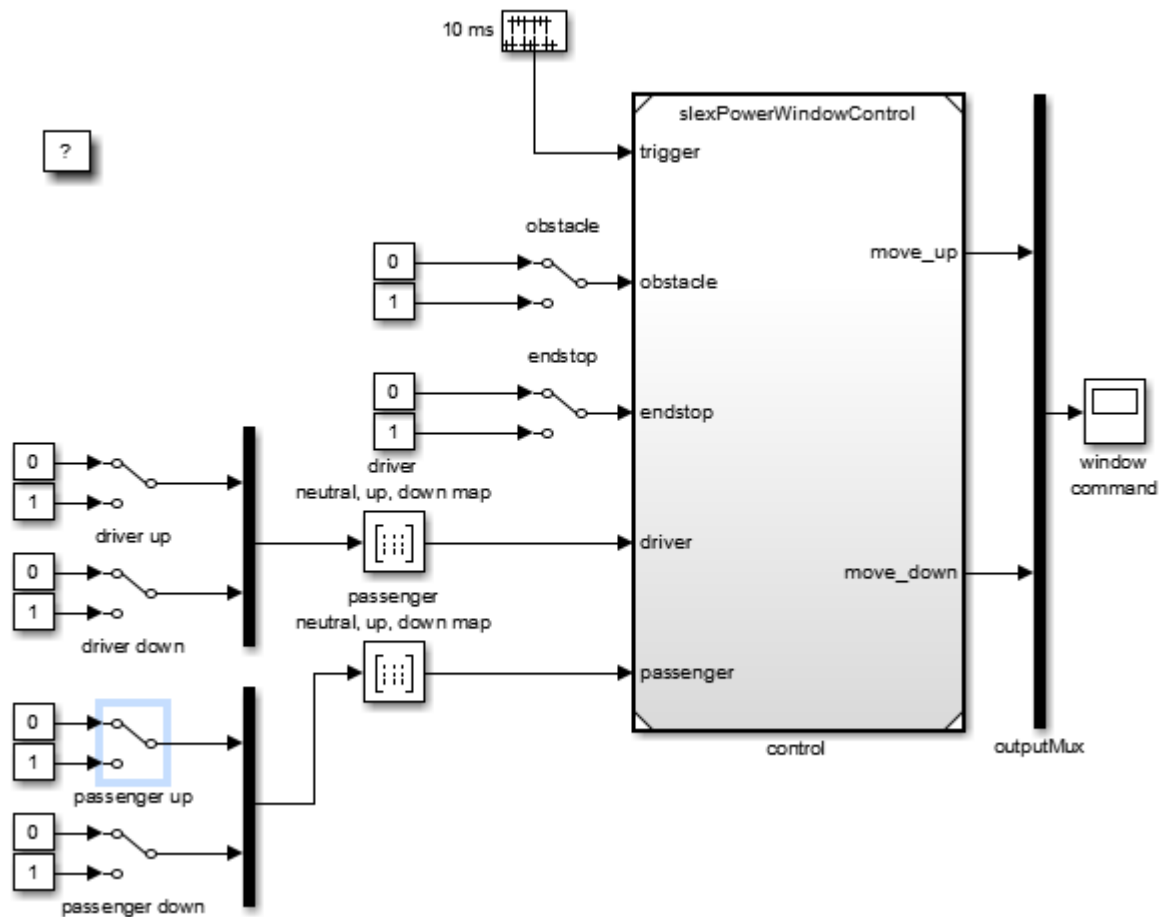 10 ms
slexPowerWindowControl
trigger
?
obstacle
0
1
obstacle
move_up
endstop
0
1
endstop
window
command
driver
neutral, up, down map
0
1
driver up
driver
0
1
driver down
move_down
passenger
neutral, up, down map
passenger
0
1
passenger up
control
outputMux
0
1
passenger down